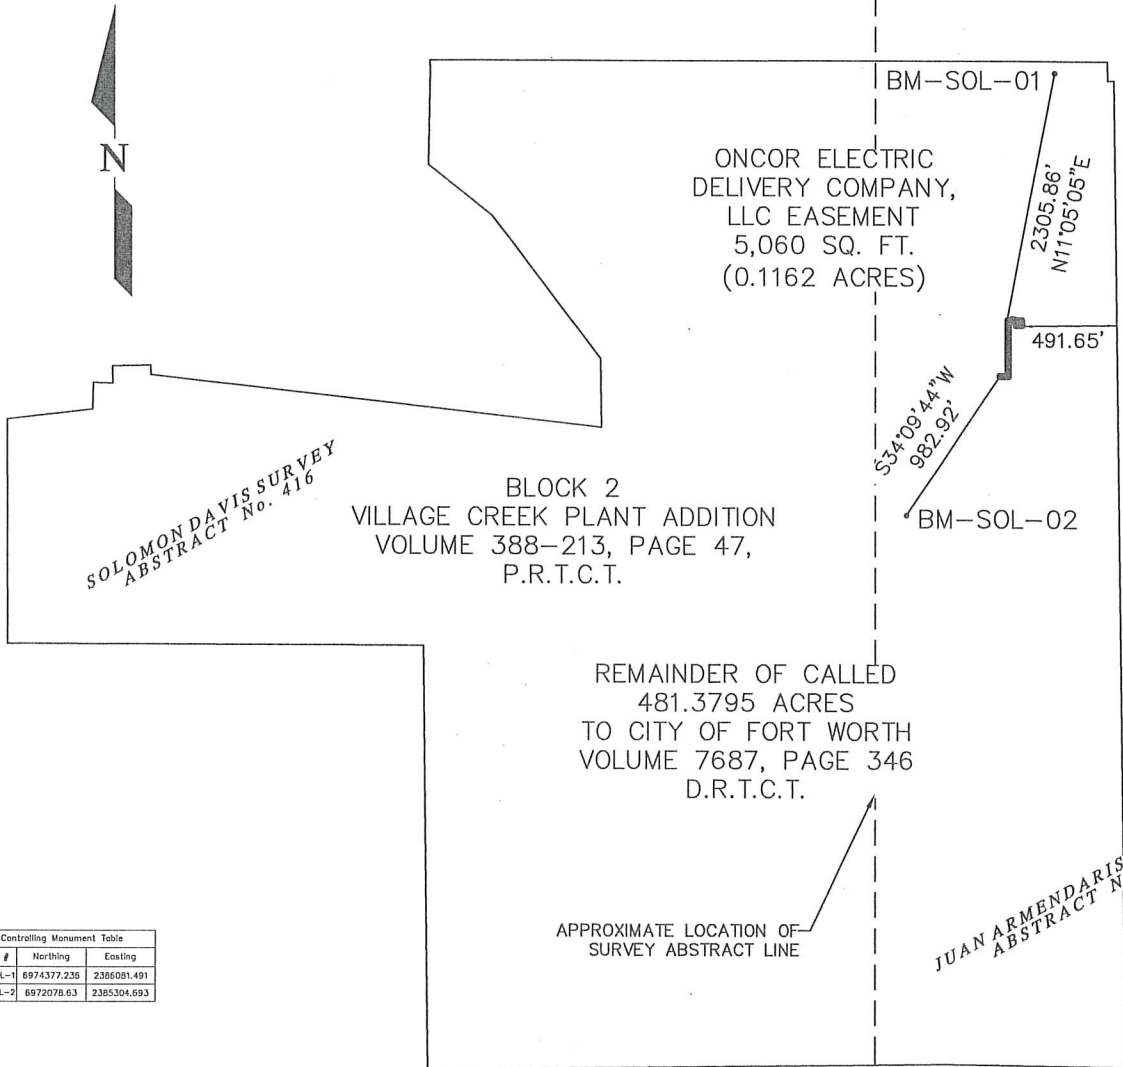 N
BM-SOL-01
ONCOR ELECTRIC
DELIVERY COMPANY,
LLC EASEMENT
5,060 SQ. FT.
(0.1162 ACRES)
2305.86'
N11°05'05"E
491.65'
S34°09'44"W
982.92'
BM-SOL-02
SOLOMON DAVIS SURVEY
ABSTRACT No. 416
BLOCK 2
VILLAGE CREEK PLANT ADDITION
VOLUME 388-213, PAGE 47,
P.R.T.C.T.
REMAINDER OF CALLED
481.3795 ACRES
TO CITY OF FORT WORTH
VOLUME 7687, PAGE 346
D.R.T.C.T.
APPROXIMATE LOCATION OF
SURVEY ABSTRACT LINE
JUAN ARMENDARIS
ABSTRACT N
Controlling Monument Table
# Northing Easting
L-1 6974377.236 2386081.491
L-2 6972078.63 2385304.693